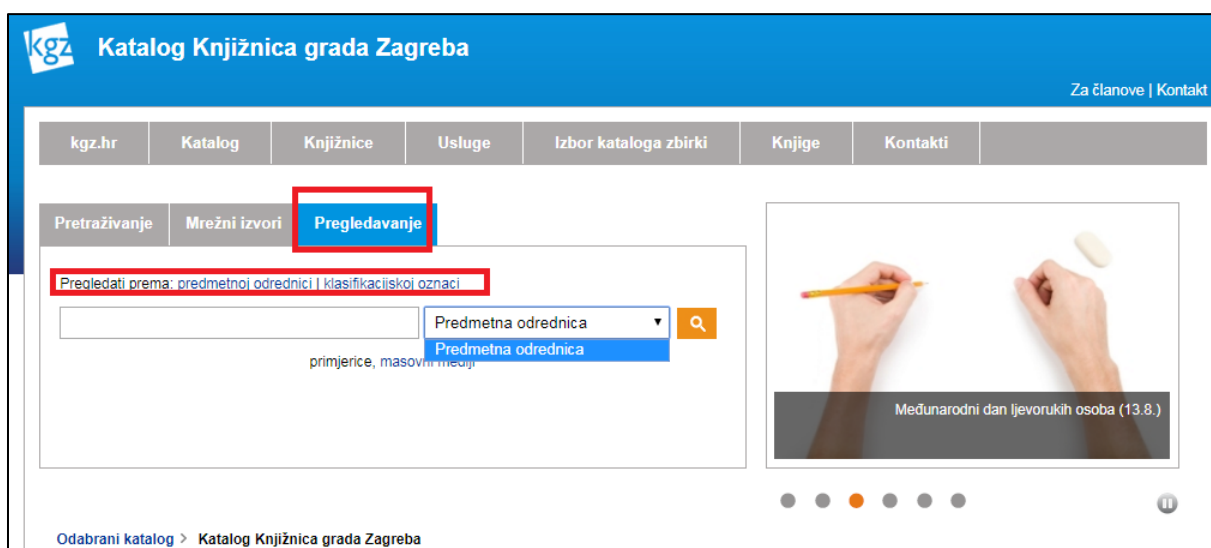 kgz Katalog Knjižnica grada Zagreba
Za članove | Kontakt
kgz.hr Katalog Knjižnice Usluge Izbor kataloga zbirki Knjige Kontakti
Pretraživanje Mrežni izvori Pregledavanje
Pregledati prema: predmetnoj odrednici | klasifikacijskoj oznaci
Predmetna odrednica
Predmetna odrednica
primjerice, masovni mediji
Međunarodni dan ljevorukih osoba (13.8.)
Odabrani katalog > Katalog Knjižnica grada Zagreba